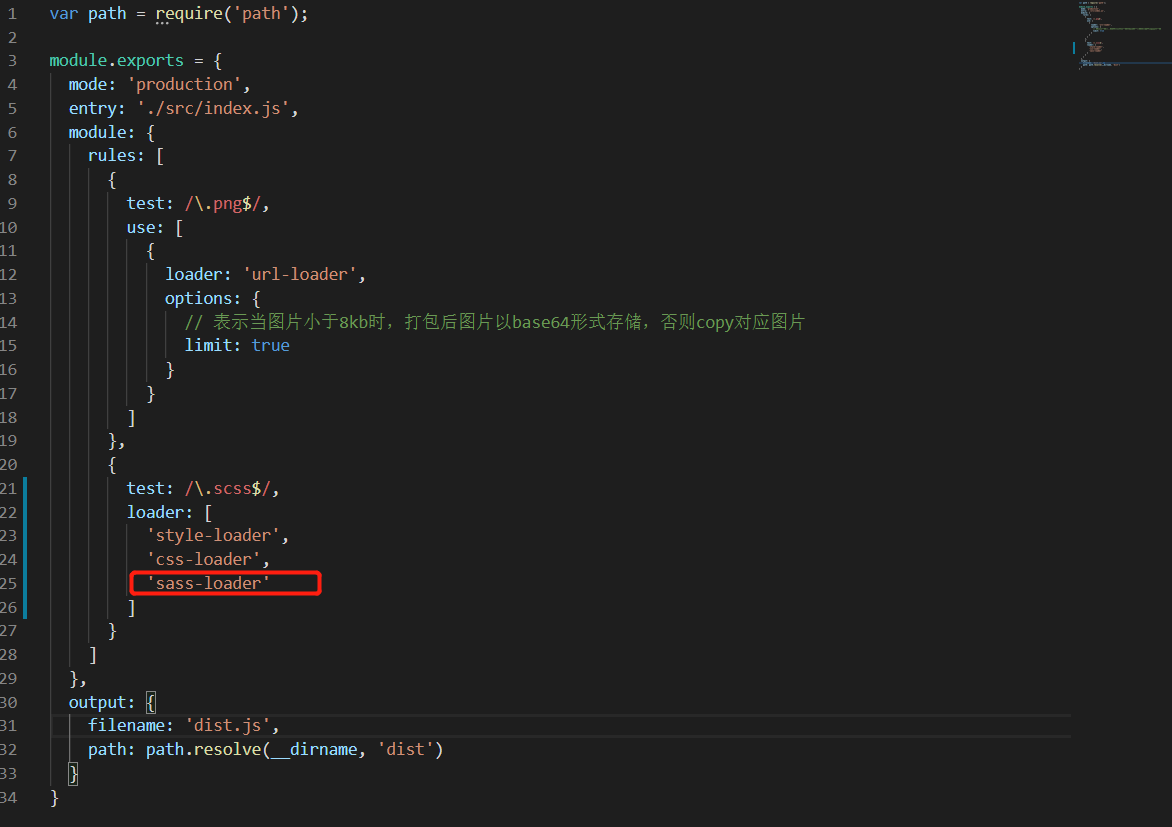 1 var path = require('path');
2
3 module.exports = {
4 mode: 'production',
5 entry: './src/index.js',
6 module: {
7 rules: [
8 {
9 test: /\.png$/,
10 use: [
11 {
12 loader: 'url-loader',
13 options: {
14 // 表示当图片小于8kb时，打包后图片以base64形式存储，否则copy对应图片
15 limit: true
16 }
17 }
18 ]
19 },
20 {
21 test: /\.scss$/,
22 loader: [
23 'style-loader',
24 'css-loader',
25 'sass-loader'
26 ]
27 }
28 ]
29 },
30 output: {
31 filename: 'dist.js',
32 path: path.resolve(__dirname, 'dist')
33 }
34 }